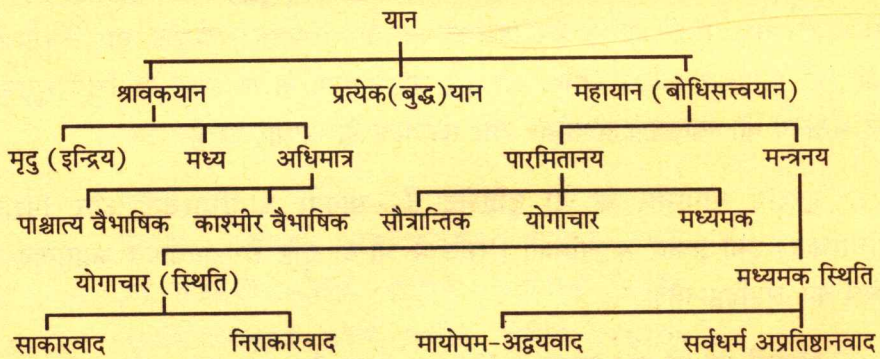 यान
श्रावकयान प्रत्येक(बुद्ध)यान महायान (बोधिसत्त्वयान)
मृदु (इन्द्रिय) मध्य अधिमात्र पारमितानय मन्त्रनय
पाश्चात्य वैभाषिक काश्मीर वैभाषिक सौत्रान्तिक योगाचार मध्यमक
योगाचार (स्थिति) मध्यमक स्थिति
साकारवाद निराकारवाद मायोपम-अद्वयवाद सर्वधर्म अप्रतिष्ठानवाद